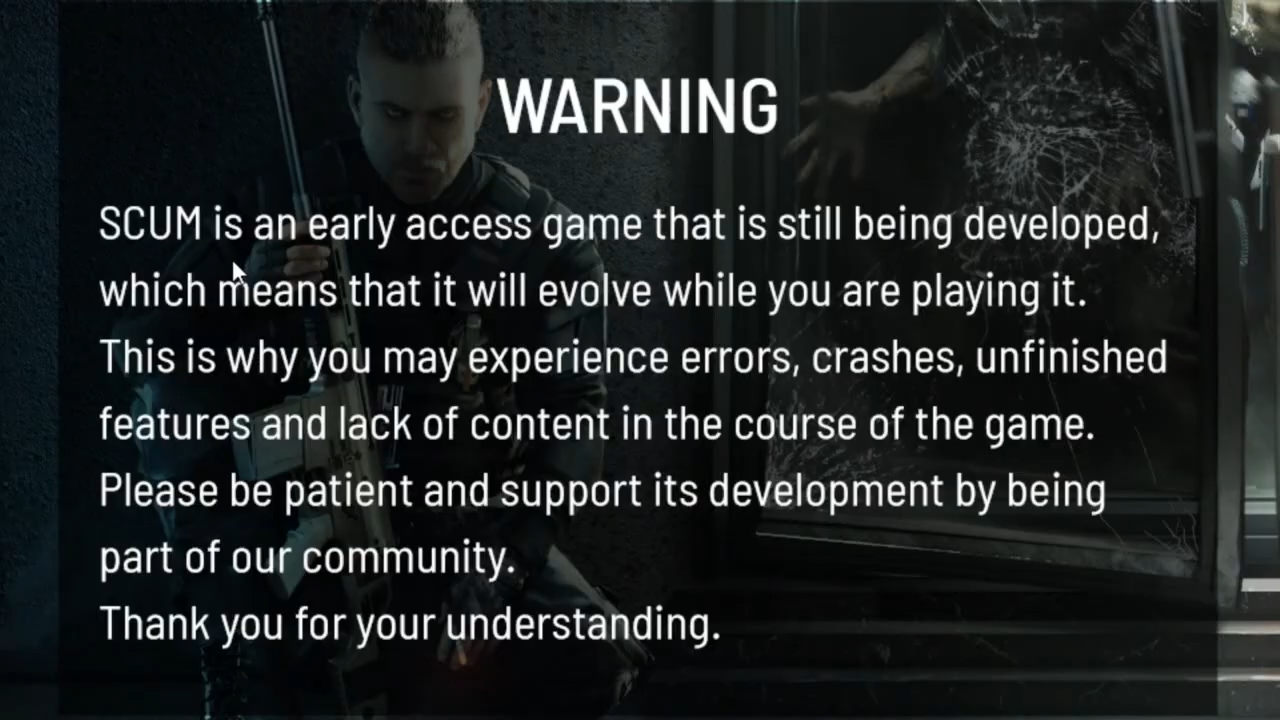 WARNING
SCUM is an early access game that is still being developed,
which means that it will evolve while you are playing it.
This is why you may experience errors, crashes, unfinished
features and lack of content in the course of the game.
Please be patient and support its development by being
part of our community.
Thank you for your understanding.